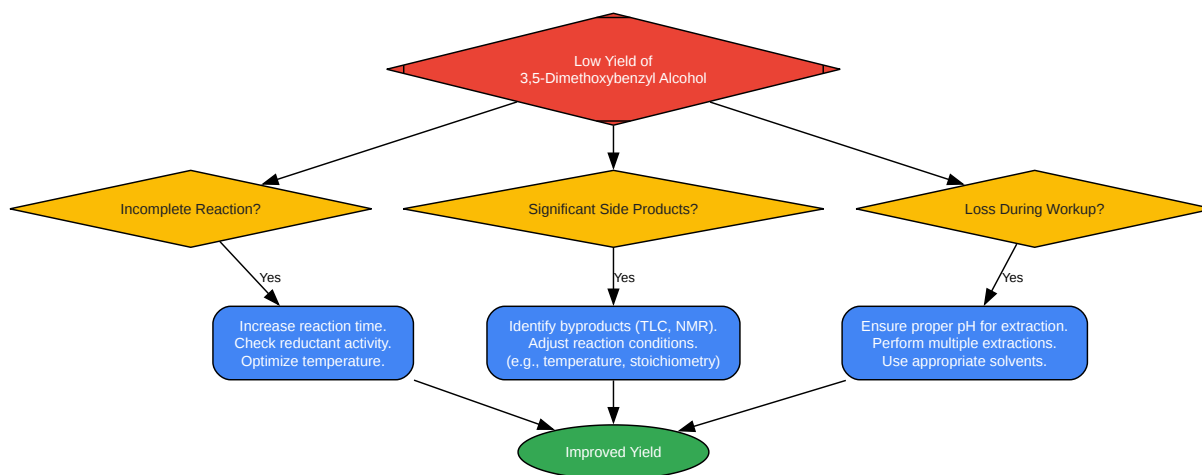 Low Yield of
3,5-Dimethoxybenzyl Alcohol
Incomplete Reaction?
Significant Side Products?
Loss During Workup?
Yes
Yes
Yes
Increase reaction time.
Check reductant activity.
Optimize temperature.
Identify byproducts (TLC, NMR).
Adjust reaction conditions.
(e.g., temperature, stoichiometry)
Ensure proper pH for extraction.
Perform multiple extractions.
Use appropriate solvents.
Improved Yield